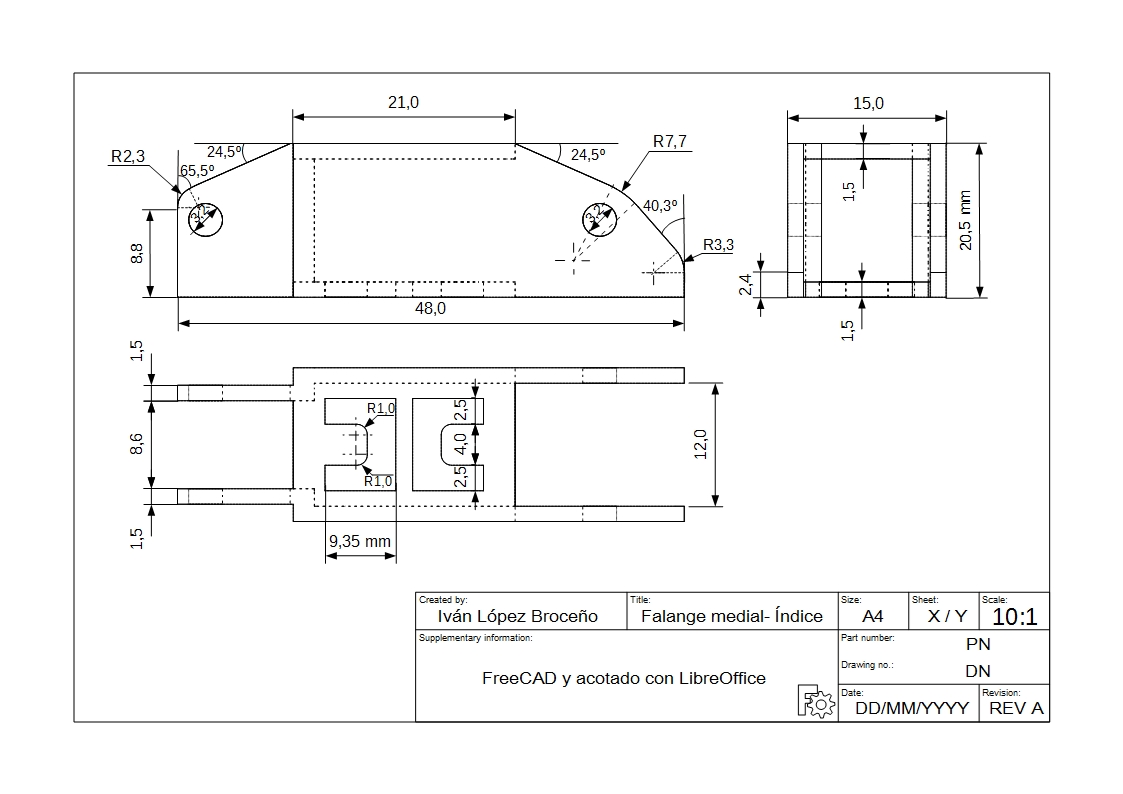 21,0
15,0
R2,3
24,5º
65,5º
3,2
8,8
R7,7
24,5º
3,2
40,3º
R3,3
48,0
1,5
20,5 mm
2,4
1,5
1,5
8,6
1,5
R1,0
R1,0
2,5
4,0
2,5
12,0
9,35 mm
Created by:
Iván López Broceño
Title:
Falange medial- Índice
Size:
A4
Sheet:
X / Y
Scale:
10:1
Supplementary information:
FreeCAD y acotado con LibreOffice
Part number:
PN
Drawing no.:
DN
Date:
DD/MM/YYYY
Revision:
REV A